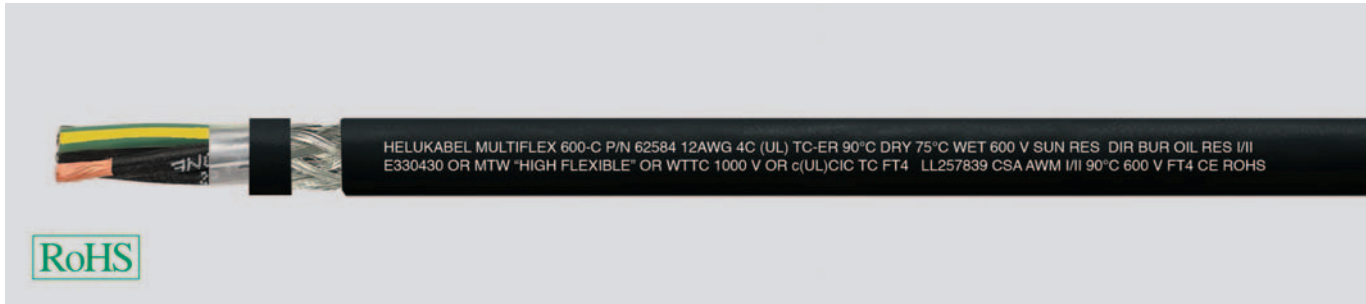 HELUKABEL MULTIFLEX 600-C P/N 62584 12AWG 4C (UL) TC-ER 90°C DRY 75°C WET 600 V SUN RES DIR BUR OIL RES I/II
E330430 OR MTW “HIGH FLEXIBLE” OR WTTC 1000 V OR c(UL)CIC TC FT4 LL257839 CSA AWM I/II 90°C 600 V FT4 CE ROHS
RoHS